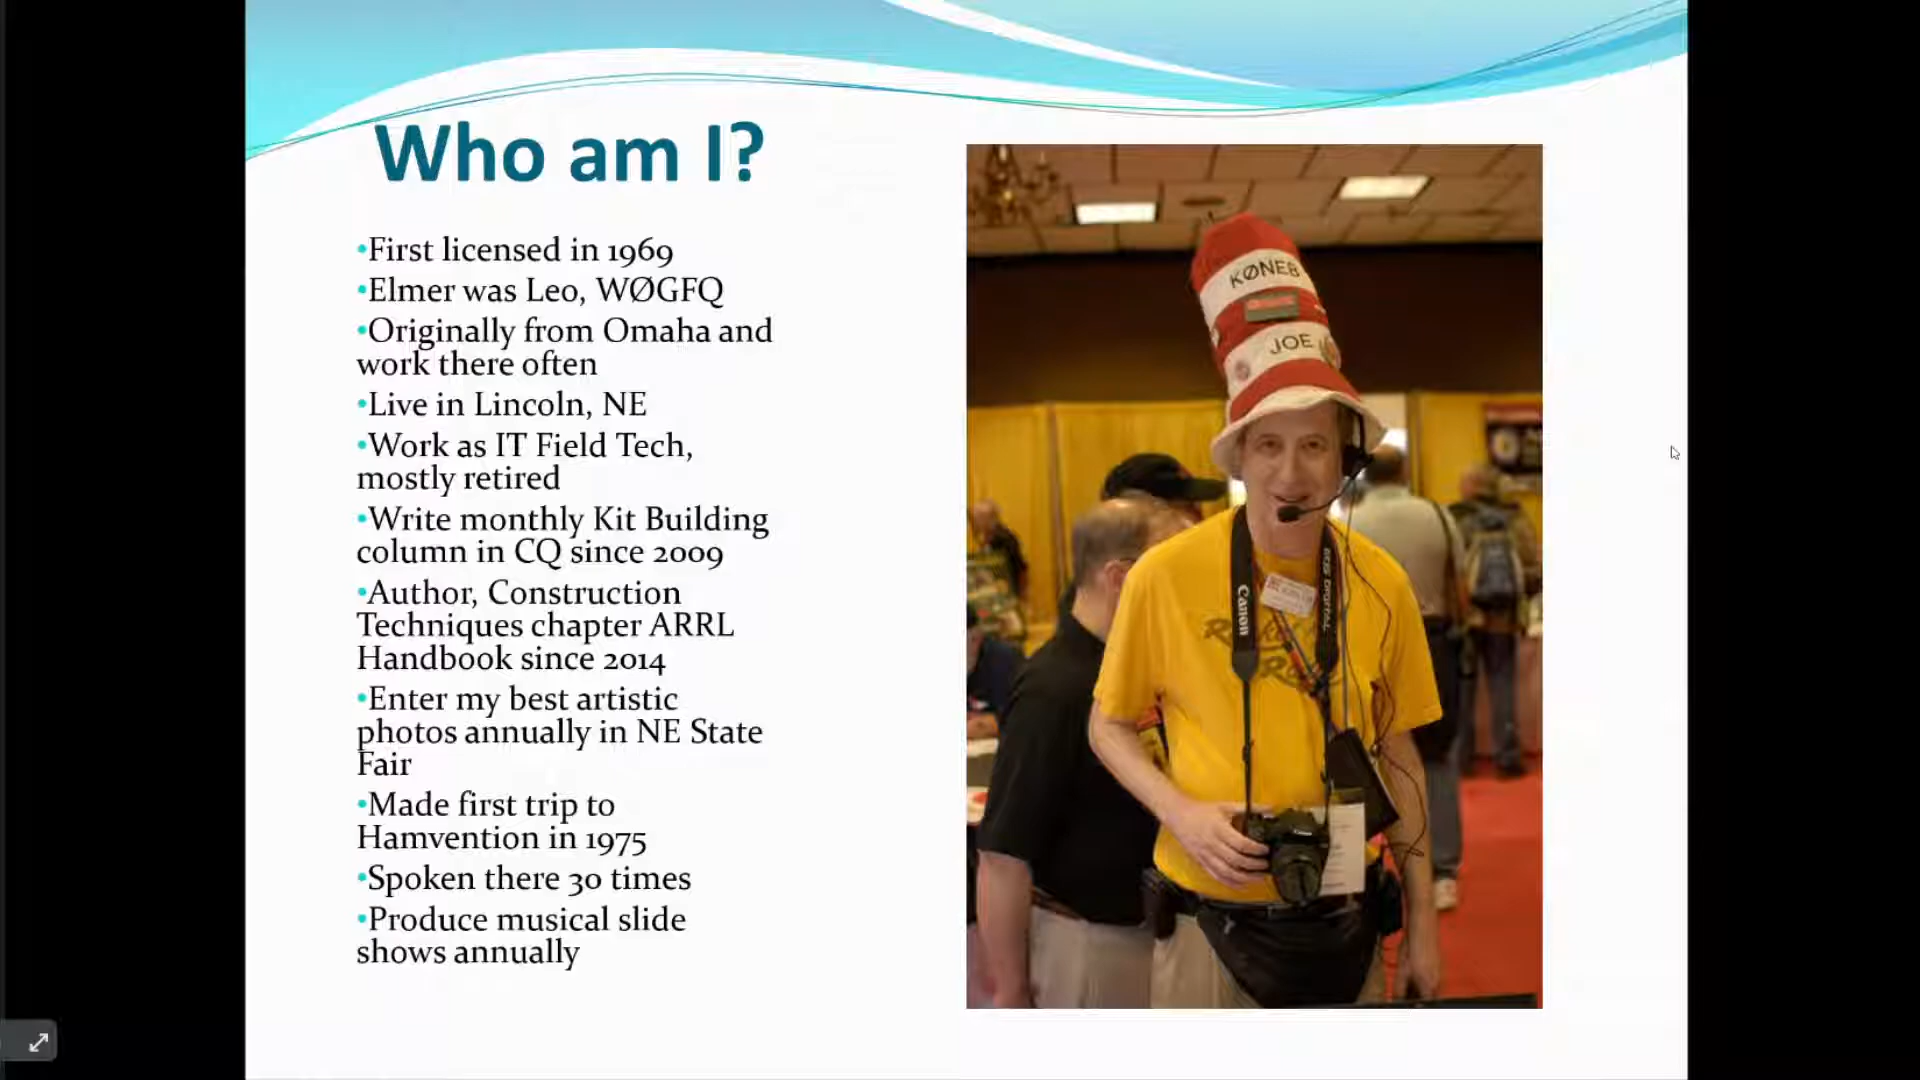 Who am I?
•First licensed in 1969
•Elmer was Leo, WØGFQ
•Originally from Omaha and
work there often
•Live in Lincoln, NE
•Work as IT Field Tech,
mostly retired
•Write monthly Kit Building
column in CQ since 2009
•Author, Construction
Techniques chapter ARRL
Handbook since 2014
•Enter my best artistic
photos annually in NE State
Fair
•Made first trip to
Hamvention in 1975
•Spoken there 30 times
•Produce musical slide
shows annually
KØNEB
JOE
Canon
EOS DIGITAL
Canon